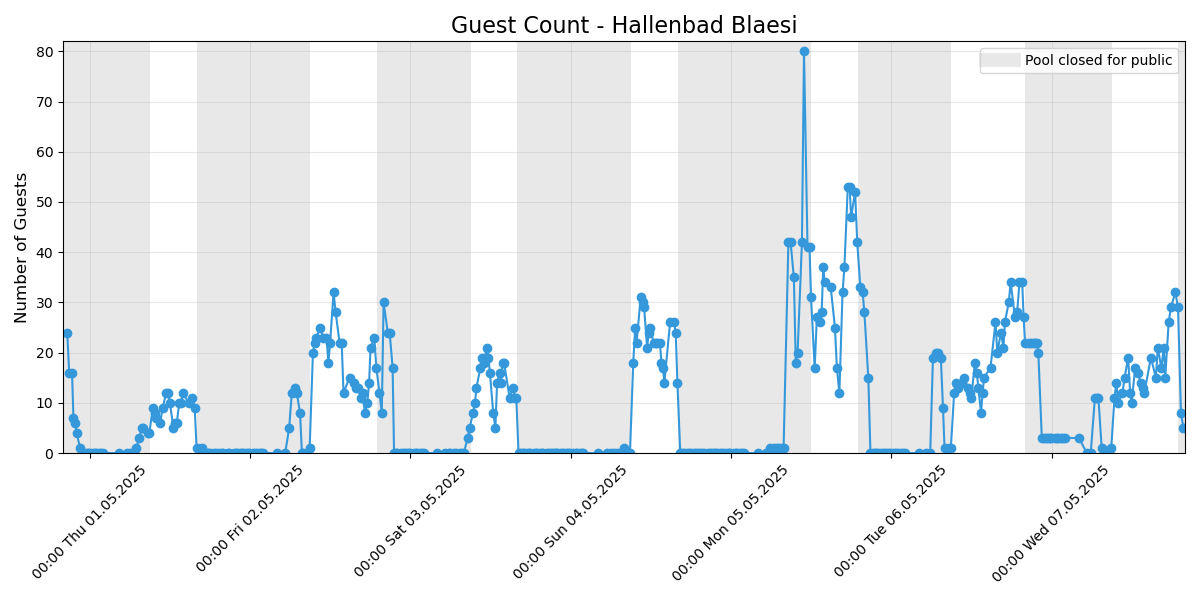 Guest Count - Hallenbad Blaesi
Pool closed for public
Number of Guests
80
70
60
50
40
30
20
10
0
00:00 Thu 01.05.2025
00:00 Fri 02.05.2025
00:00 Sat 03.05.2025
00:00 Sun 04.05.2025
00:00 Mon 05.05.2025
00:00 Tue 06.05.2025
00:00 Wed 07.05.2025